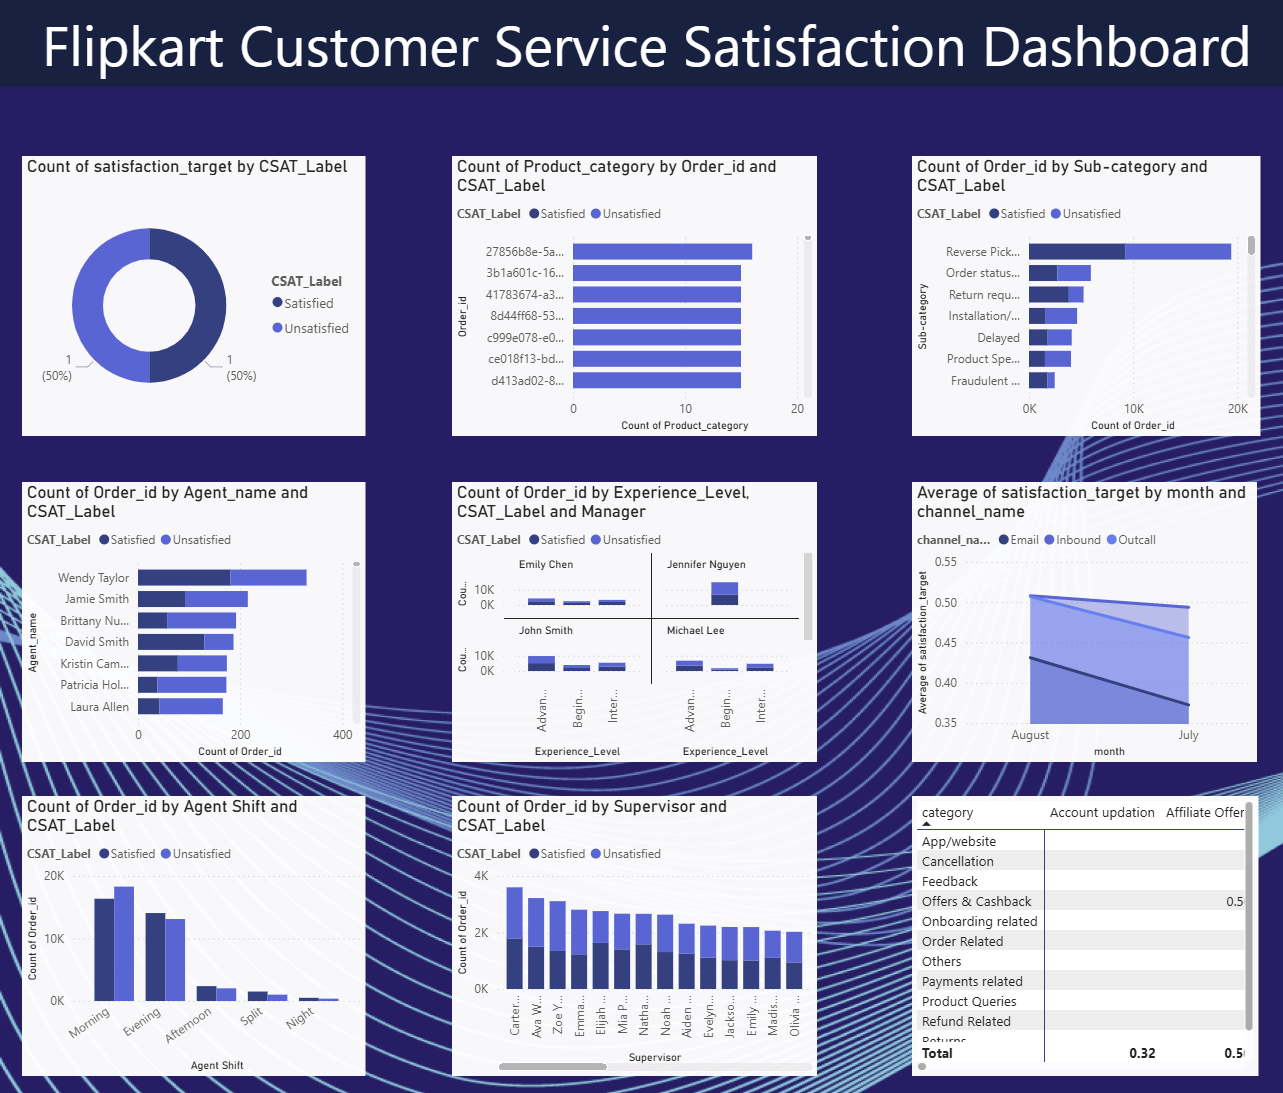 Flipkart Customer Service Satisfaction Dashboard
Count of satisfaction_target by CSAT_Label
CSAT_Label
Satisfied
Unsatisfied
1
(50%)
1
(50%)
Count of Product_category by Order_id and
CSAT_Label
CSAT_Label Satisfied Unsatisfied
Order_id
27856b8e-5a...
3b1a601c-16...
41783674-a3...
8d44ff68-53...
c999e078-e0...
ce018f13-bd...
d413ad02-8...
0 10 20
Count of Product_category
Count of Order_id by Sub-category and
CSAT_Label
CSAT_Label Satisfied Unsatisfied
Sub-category
Reverse Pick...
Order status...
Return requ...
Installation/...
Delayed
Product Spe...
Fraudulent ...
0K 10K 20K
Count of Order_id
Count of Order_id by Agent_name and
CSAT_Label
CSAT_Label Satisfied Unsatisfied
Agent_name
Wendy Taylor
Jamie Smith
Brittany Nu...
David Smith
Kristin Cam...
Patricia Hol...
Laura Allen
0 200 400
Count of Order_id
Count of Order_id by Experience_Level,
CSAT_Label and Manager
CSAT_Label Satisfied Unsatisfied
Emily Chen Jennifer Nguyen
Cou...
10K
0K
John Smith Michael Lee
Cou...
10K
0K
Advan... Begin... Inter... Advan... Begin... Inter...
Experience_Level Experience_Level
Average of satisfaction_target by month and
channel_name
channel_na... Email Inbound Outcall
Average of satisfaction_target
0.55
0.50
0.45
0.40
0.35
August July
month
Count of Order_id by Agent Shift and
CSAT_Label
CSAT_Label Satisfied Unsatisfied
Count of Order_id
20K
10K
0K
Morning Evening Afternoon Split Night
Agent Shift
Count of Order_id by Supervisor and
CSAT_Label
CSAT_Label Satisfied Unsatisfied
Count of Order_id
4K
2K
0K
Carter... Ava W... Zoe Y... Emma... Elijah ... Mia P... Natha... Noah ... Aiden ... Evelyn... Jackso... Emily ... Madis... Olivia ...
Supervisor
category Account updation Affiliate Offer
App/website
Cancellation
Feedback
Offers & Cashback 0.5
Onboarding related
Order Related
Others
Payments related
Product Queries
Refund Related
Returns
Total 0.32 0.5